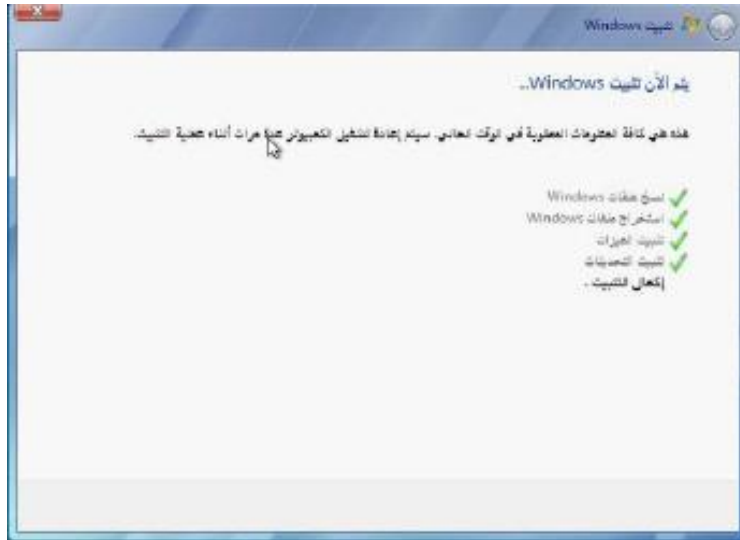 تثبيت Windows
يتم الآن تثبيت Windows...
هذه هي كافة المعلومات المطلوبة في الوقت الحالي. سيتم إعادة تشغيل الكمبيوتر عدة مرات أثناء عملية التثبيت.
نسخ ملفات Windows
استخراج ملفات Windows
تثبيت الميزات
تثبيت التحديثات
إكمال التثبيت .